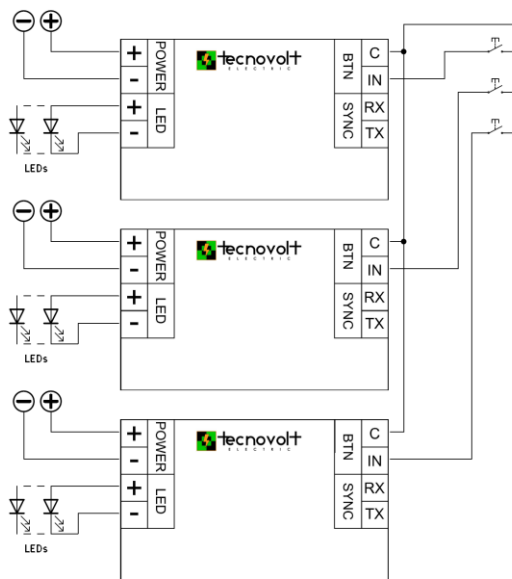 + POWER tecnovolt BTN C
- ELECTRIC IN
+ LED SYNC RX
- TX
LEDs
+ POWER tecnovolt BTN C
- ELECTRIC IN
+ LED SYNC RX
- TX
LEDs
+ POWER tecnovolt BTN C
- ELECTRIC IN
+ LED SYNC RX
- TX
LEDs